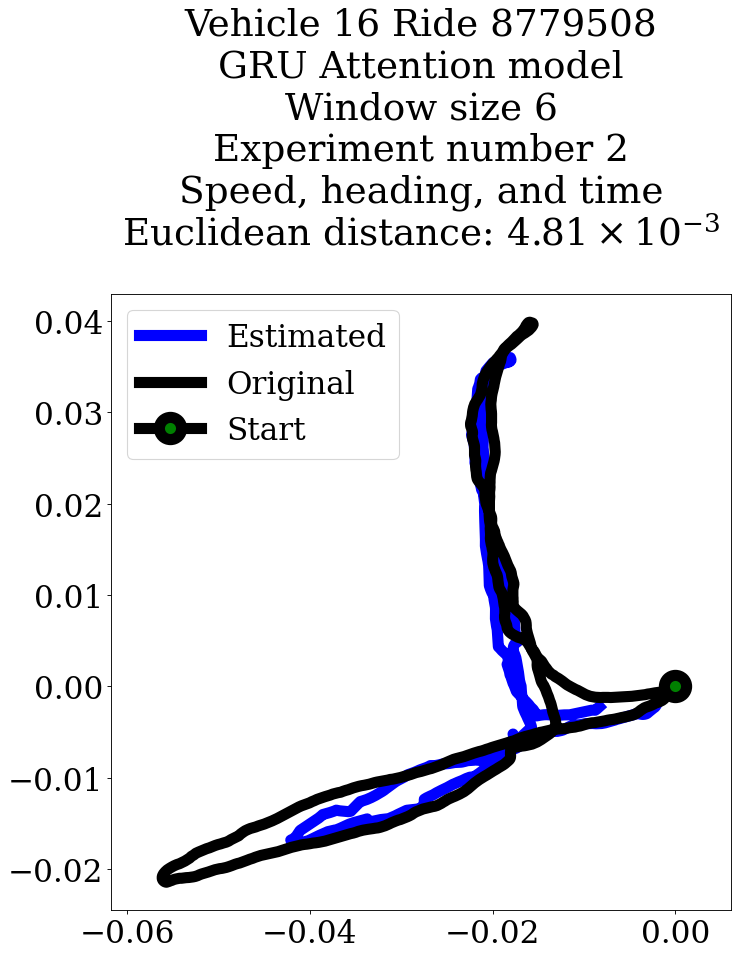 Vehicle 16 Ride 8779508
GRU Attention model
Window size 6
Experiment number 2
Speed, heading, and time
Euclidean distance: 4.81 × 10⁻³
Estimated
Original
Start
0.04
0.03
0.02
0.01
0.00
−0.01
−0.02
−0.06 −0.04 −0.02 0.00